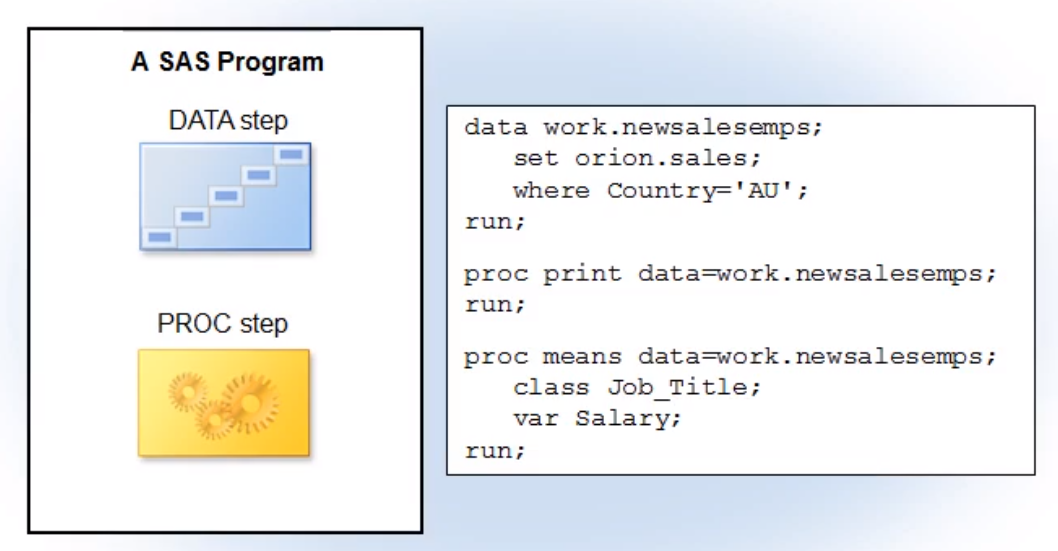 A SAS Program
DATA step
PROC step
data work.newsalesemps;
set orion.sales;
where Country='AU';
run;
proc print data=work.newsalesemps;
run;
proc means data=work.newsalesemps;
class Job_Title;
var Salary;
run;